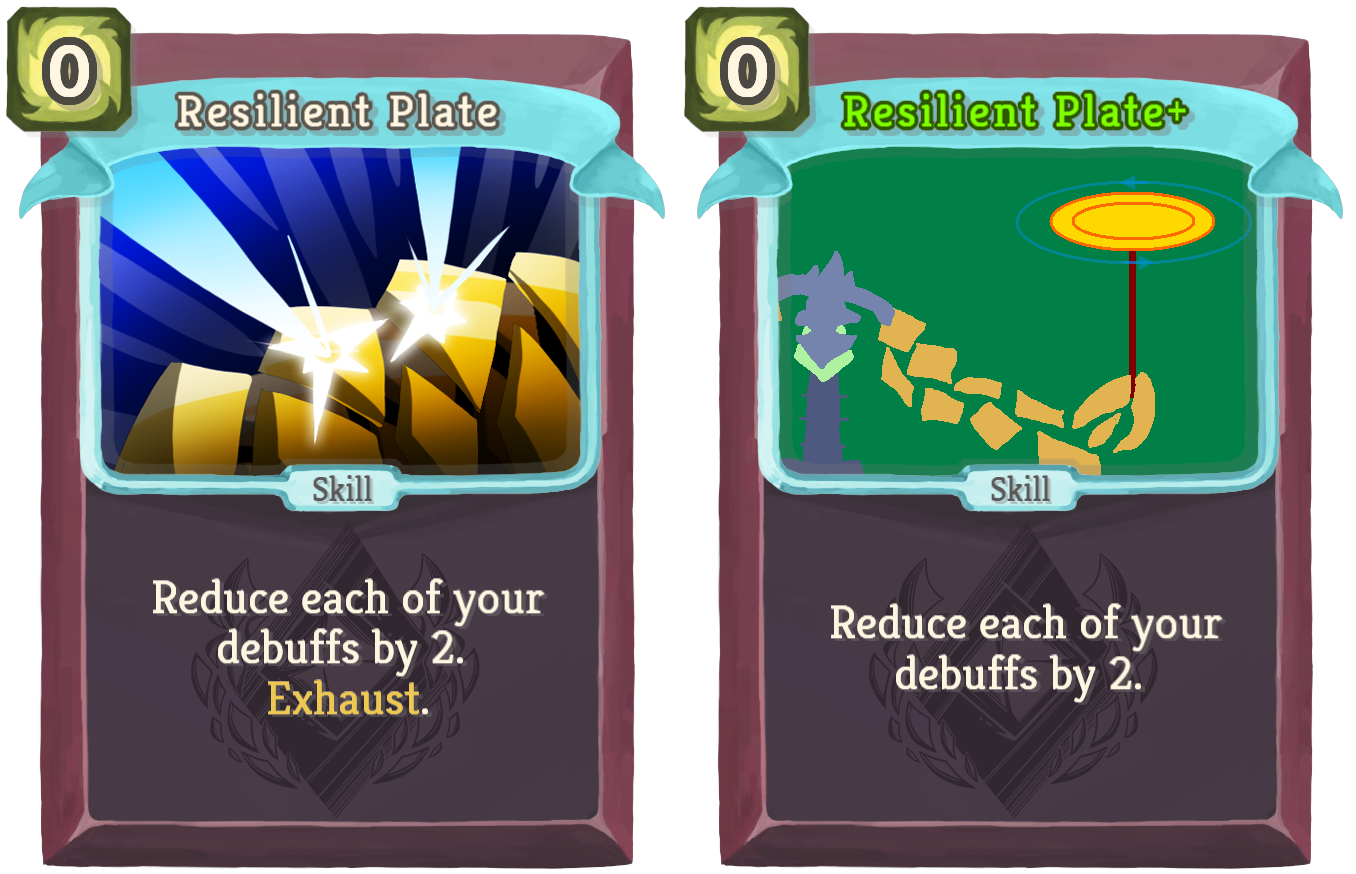 0
Resilient Plate
Skill
Reduce each of your
debuffs by 2.
Exhaust.
0
Resilient Plate+
Skill
Reduce each of your
debuffs by 2.